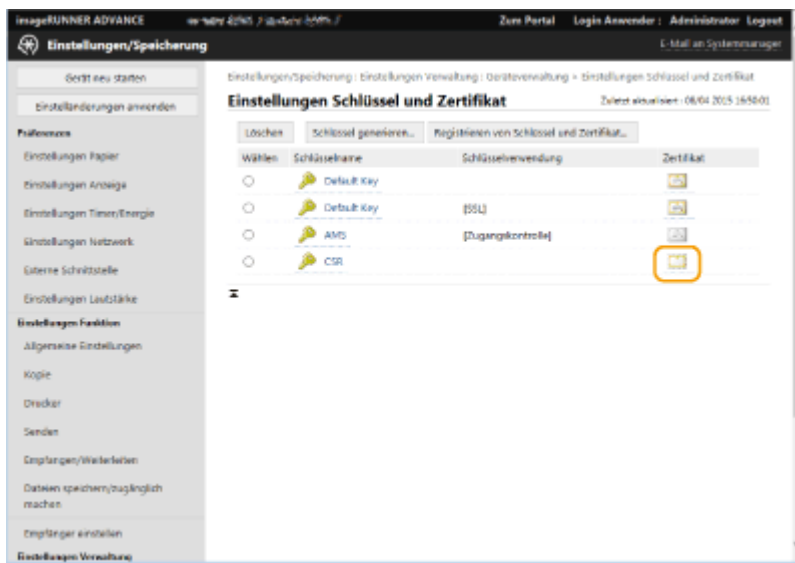 imageRUNNER ADVANCE
Zum Portal Login Anwender : Administrator Logout
Einstellungen/Speicherung
E-Mail an Systemmanager
Gerät neu starten
Einstelländerungen anwenden
Präferenzen
Einstellungen Papier
Einstellungen Anzeige
Einstellungen Timer/Energie
Einstellungen Netzwerk
Externe Schnittstelle
Einstellungen Lautstärke
Einstellungen Funktion
Allgemeine Einstellungen
Kopie
Drucker
Senden
Empfangen/Weiterleiten
Dateien speichern/zugänglich
machen
Empfänger einstellen
Einstellungen Verwaltung
Einstellungen/Speicherung : Einstellungen Verwaltung : Geräteverwaltung > Einstellungen Schlüssel und Zertifikat
Einstellungen Schlüssel und Zertifikat
Zuletzt aktualisiert : 08/04 2015 16:50:01
Löschen Schlüssel generieren... Registrieren von Schlüssel und Zertifikat...
Wählen Schlüsselname Schlüsselverwendung Zertifikat
Default Key
Default Key [SSL]
AMS [Zugangskontrolle]
CSR